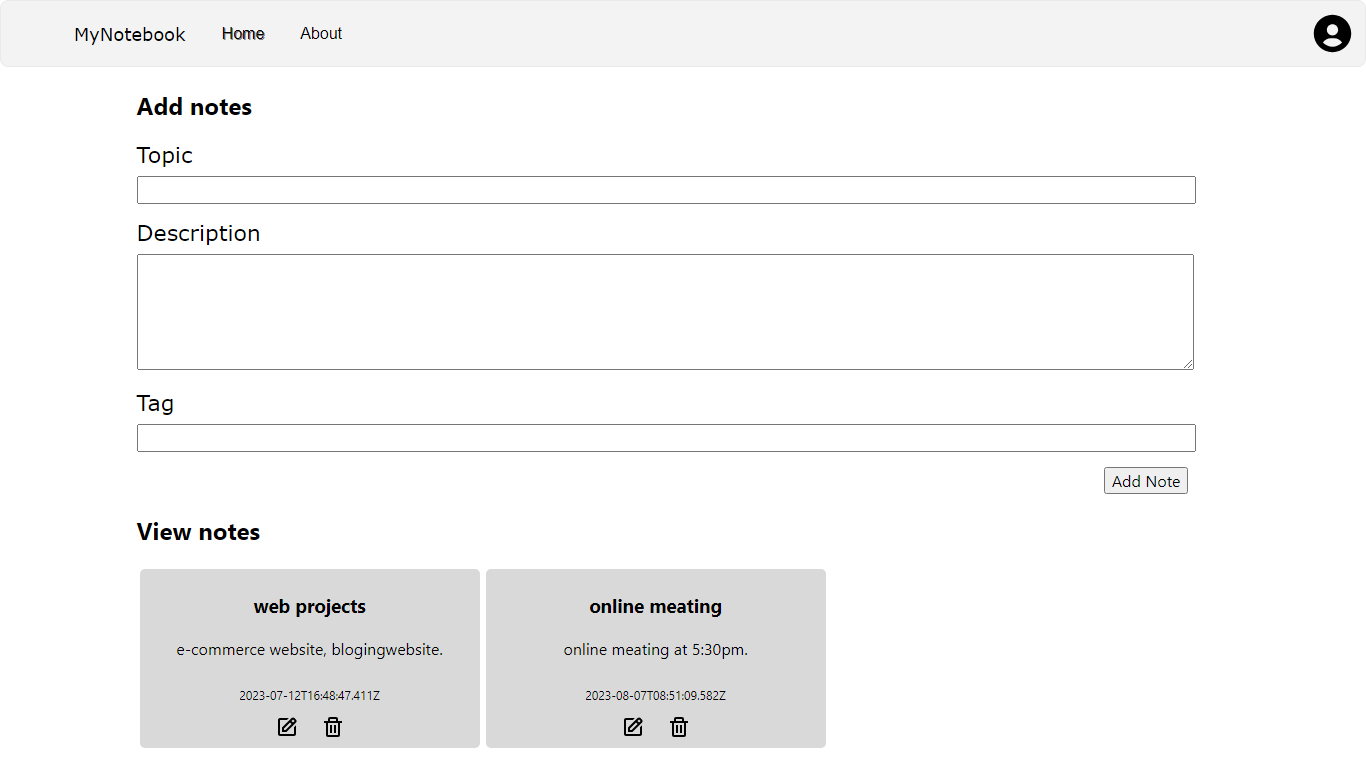 MyNotebook Home About
Add notes
Topic
Description
Tag
Add Note
View notes
web projects
e-commerce website, blogingwebsite.
2023-07-12T16:48:47.411Z
online meating
online meating at 5:30pm.
2023-08-07T08:51:09.582Z